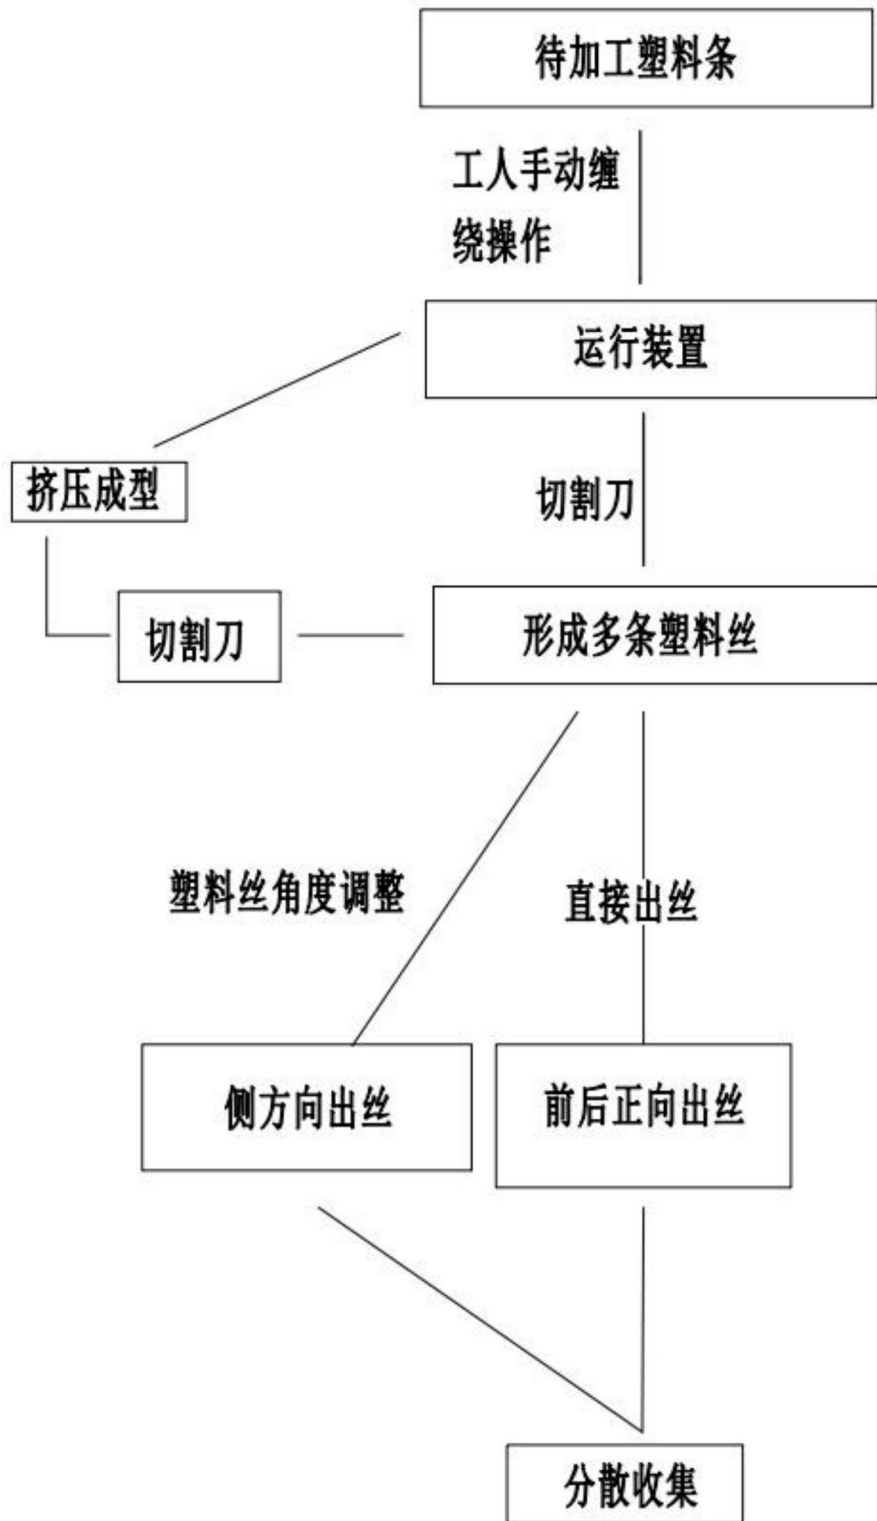 待加工塑料条
工人手动缠
绕操作
运行装置
挤压成型
切割刀
切割刀
形成多条塑料丝
塑料丝角度调整
直接出丝
侧方向出丝
前后正向出丝
分散收集